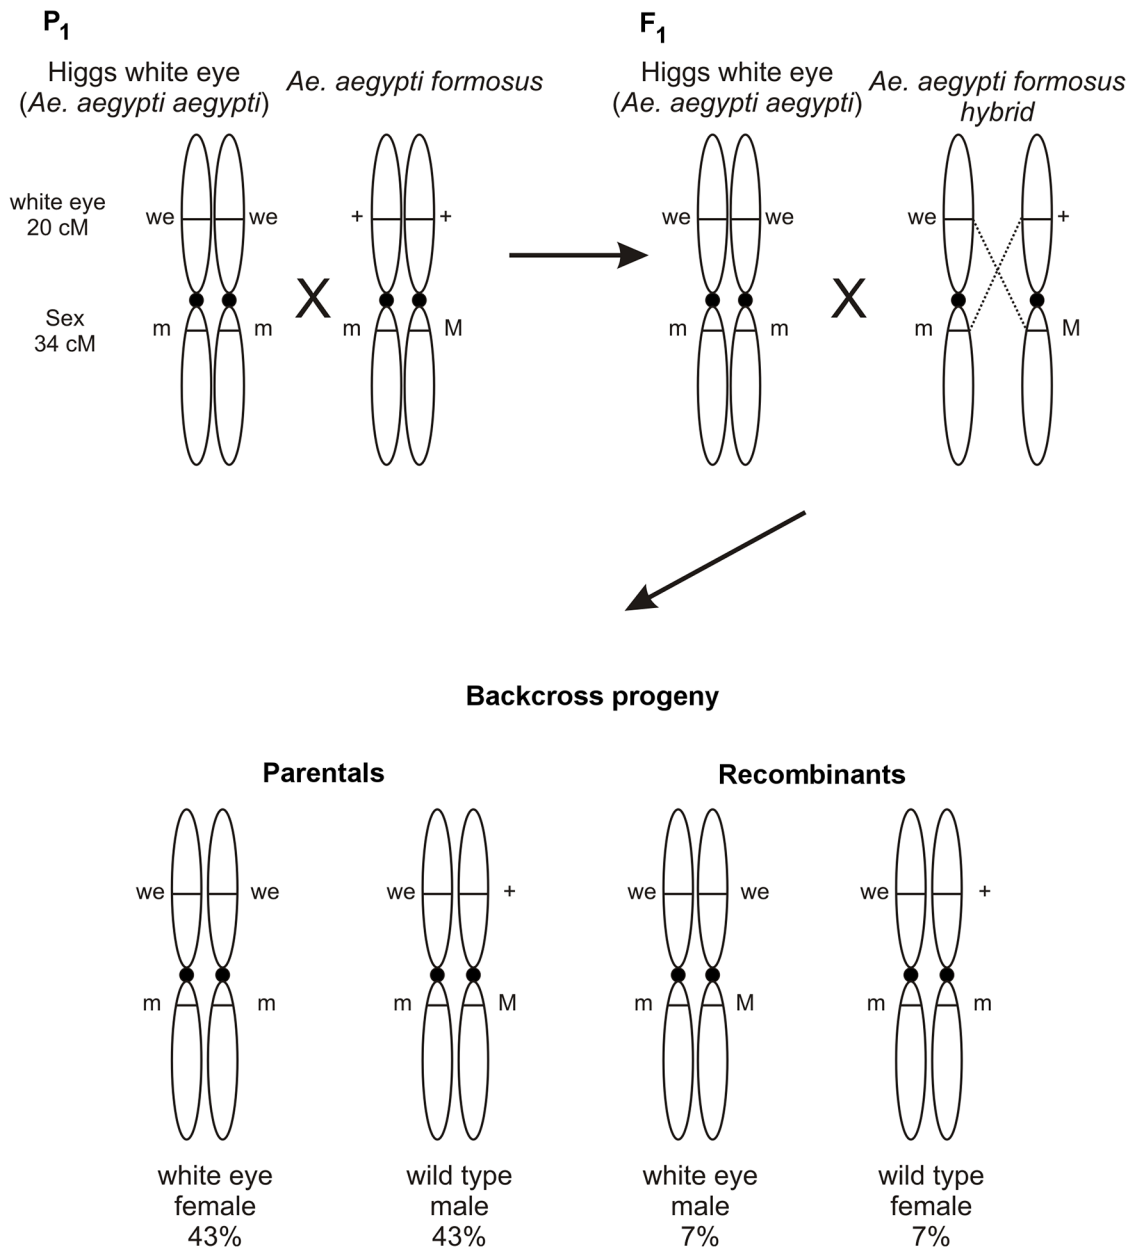 P1
F1
Higgs white eye
(Ae. aegypti aegypti)
Ae. aegypti formosus
Higgs white eye
(Ae. aegypti aegypti)
Ae. aegypti formosus
hybrid
white eye
20 cM
we we + + we we we +
Sex
34 cM
X X
m m m M m m m M
Backcross progeny
Parentals Recombinants
we we we + we we we +
m m m M m M m m
white eye
female
43%
wild type
male
43%
white eye
male
7%
wild type
female
7%